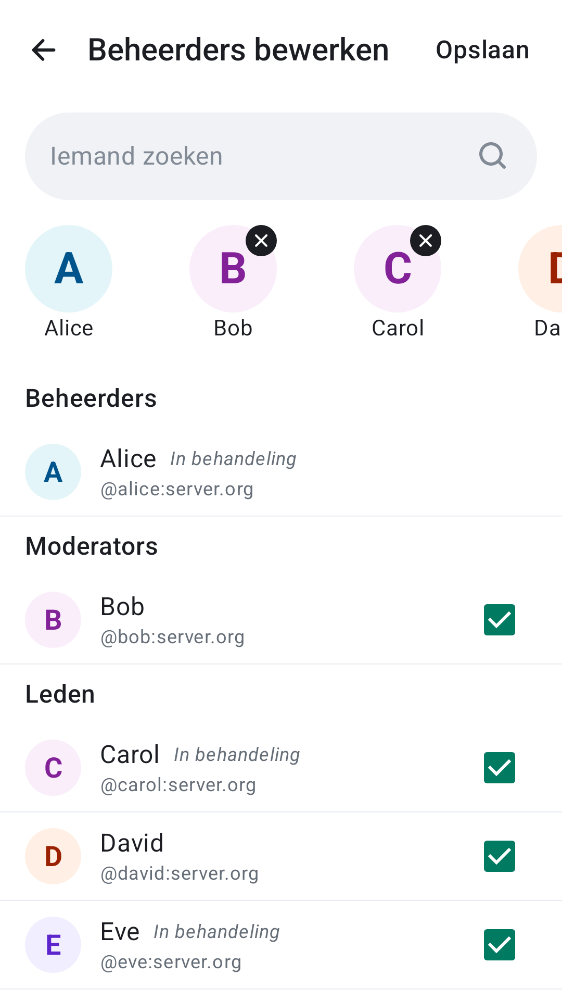 Beheerders bewerken Opslaan
Iemand zoeken
A B C
Alice Bob Carol Da
Beheerders
A Alice In behandeling
@alice:server.org
Moderators
B Bob
@bob:server.org
Leden
C Carol In behandeling
@carol:server.org
D David
@david:server.org
E Eve In behandeling
@eve:server.org